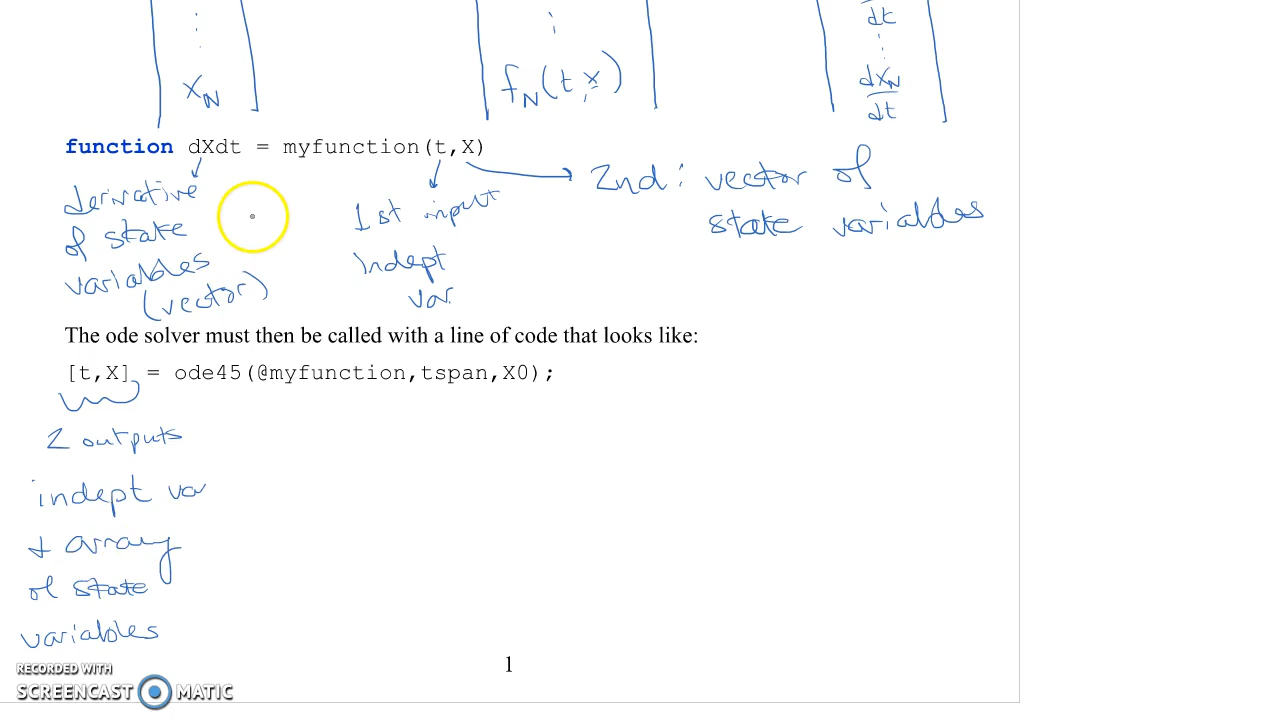 dt
x_N
f_N(t, x)
dx_N
dt
function dXdt = myfunction(t,X)
derivative
of state
variables
(vector)
1st input
indept
var.
2nd: vector of
state variables
The ode solver must then be called with a line of code that looks like:
[t,X] = ode45(@myfunction,tspan,X0);
2 outputs
indept va
+ array
of state
variables
1
RECORDED WITH
SCREENCAST MATIC